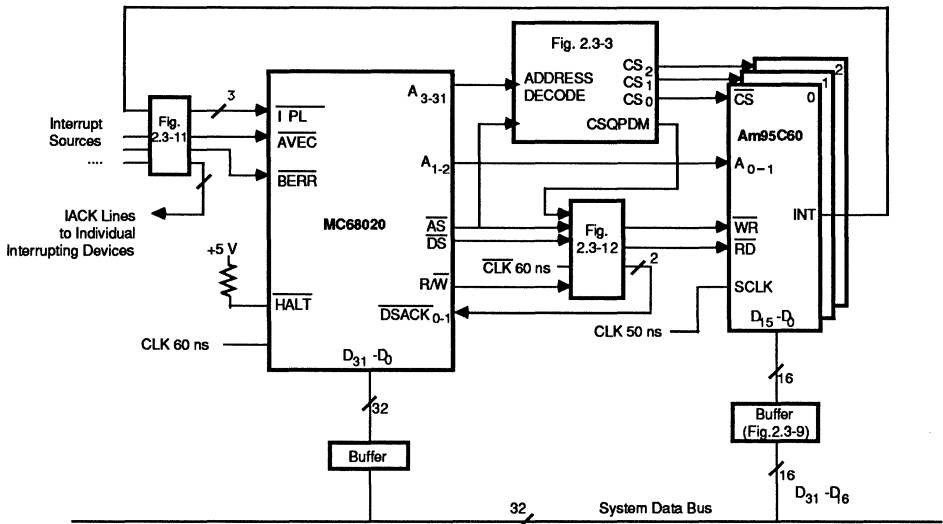 Fig. 2.3-3
ADDRESS
DECODE
CS2
CS1
CS0
CSQPDM
2
1
0
CS
Am95C60
A0-1
INT
WR
RD
SCLK
D15-D0
Interrupt
Sources
....
Fig.
2.3-11
3
I PL
AVEC
BERR
A3-31
A1-2
MC68020
AS
DS
R/W
DSACK0-1
HALT
D31-D0
IACK Lines
to Individual
Interrupting Devices
+5 V
CLK 60 ns
CLK 60 ns
Fig.
2.3-12
2
CLK 50 ns
32
Buffer
16
Buffer
(Fig.2.3-9)
16
D31-D16
32
System Data Bus